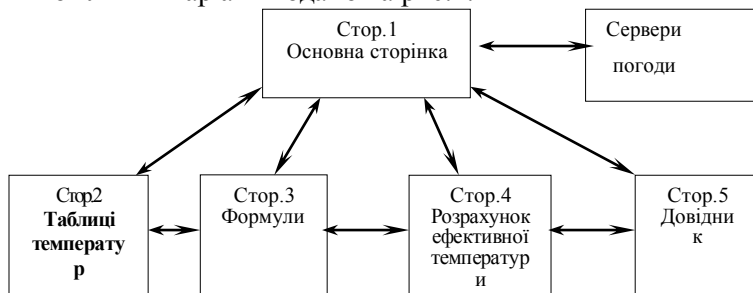 Стор.1
Основна сторінка
Сервери
погоди
Стор2
Таблиці
температу
р
Стор.3
Формули
Стор.4
Розрахунок
ефективної
температур
и
Стор.5
Довідни
к